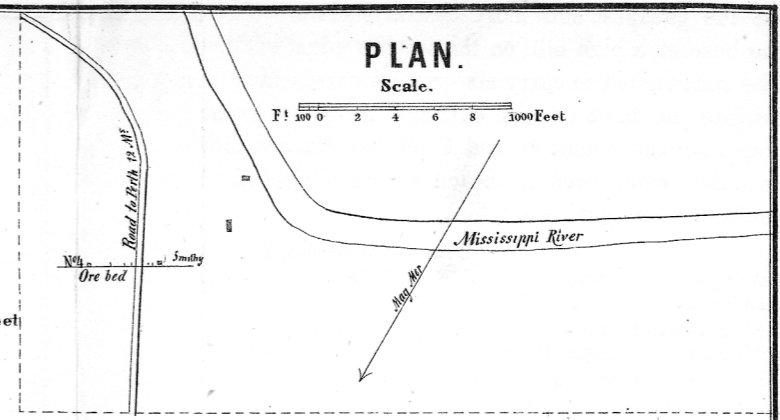 PLAN.
Scale.
Ft 100 0 2 4 6 8 1000 Feet
Road to Perth 12 Ms
Mississippi River
No 4
Smithy
Ore bed
Mag Mer